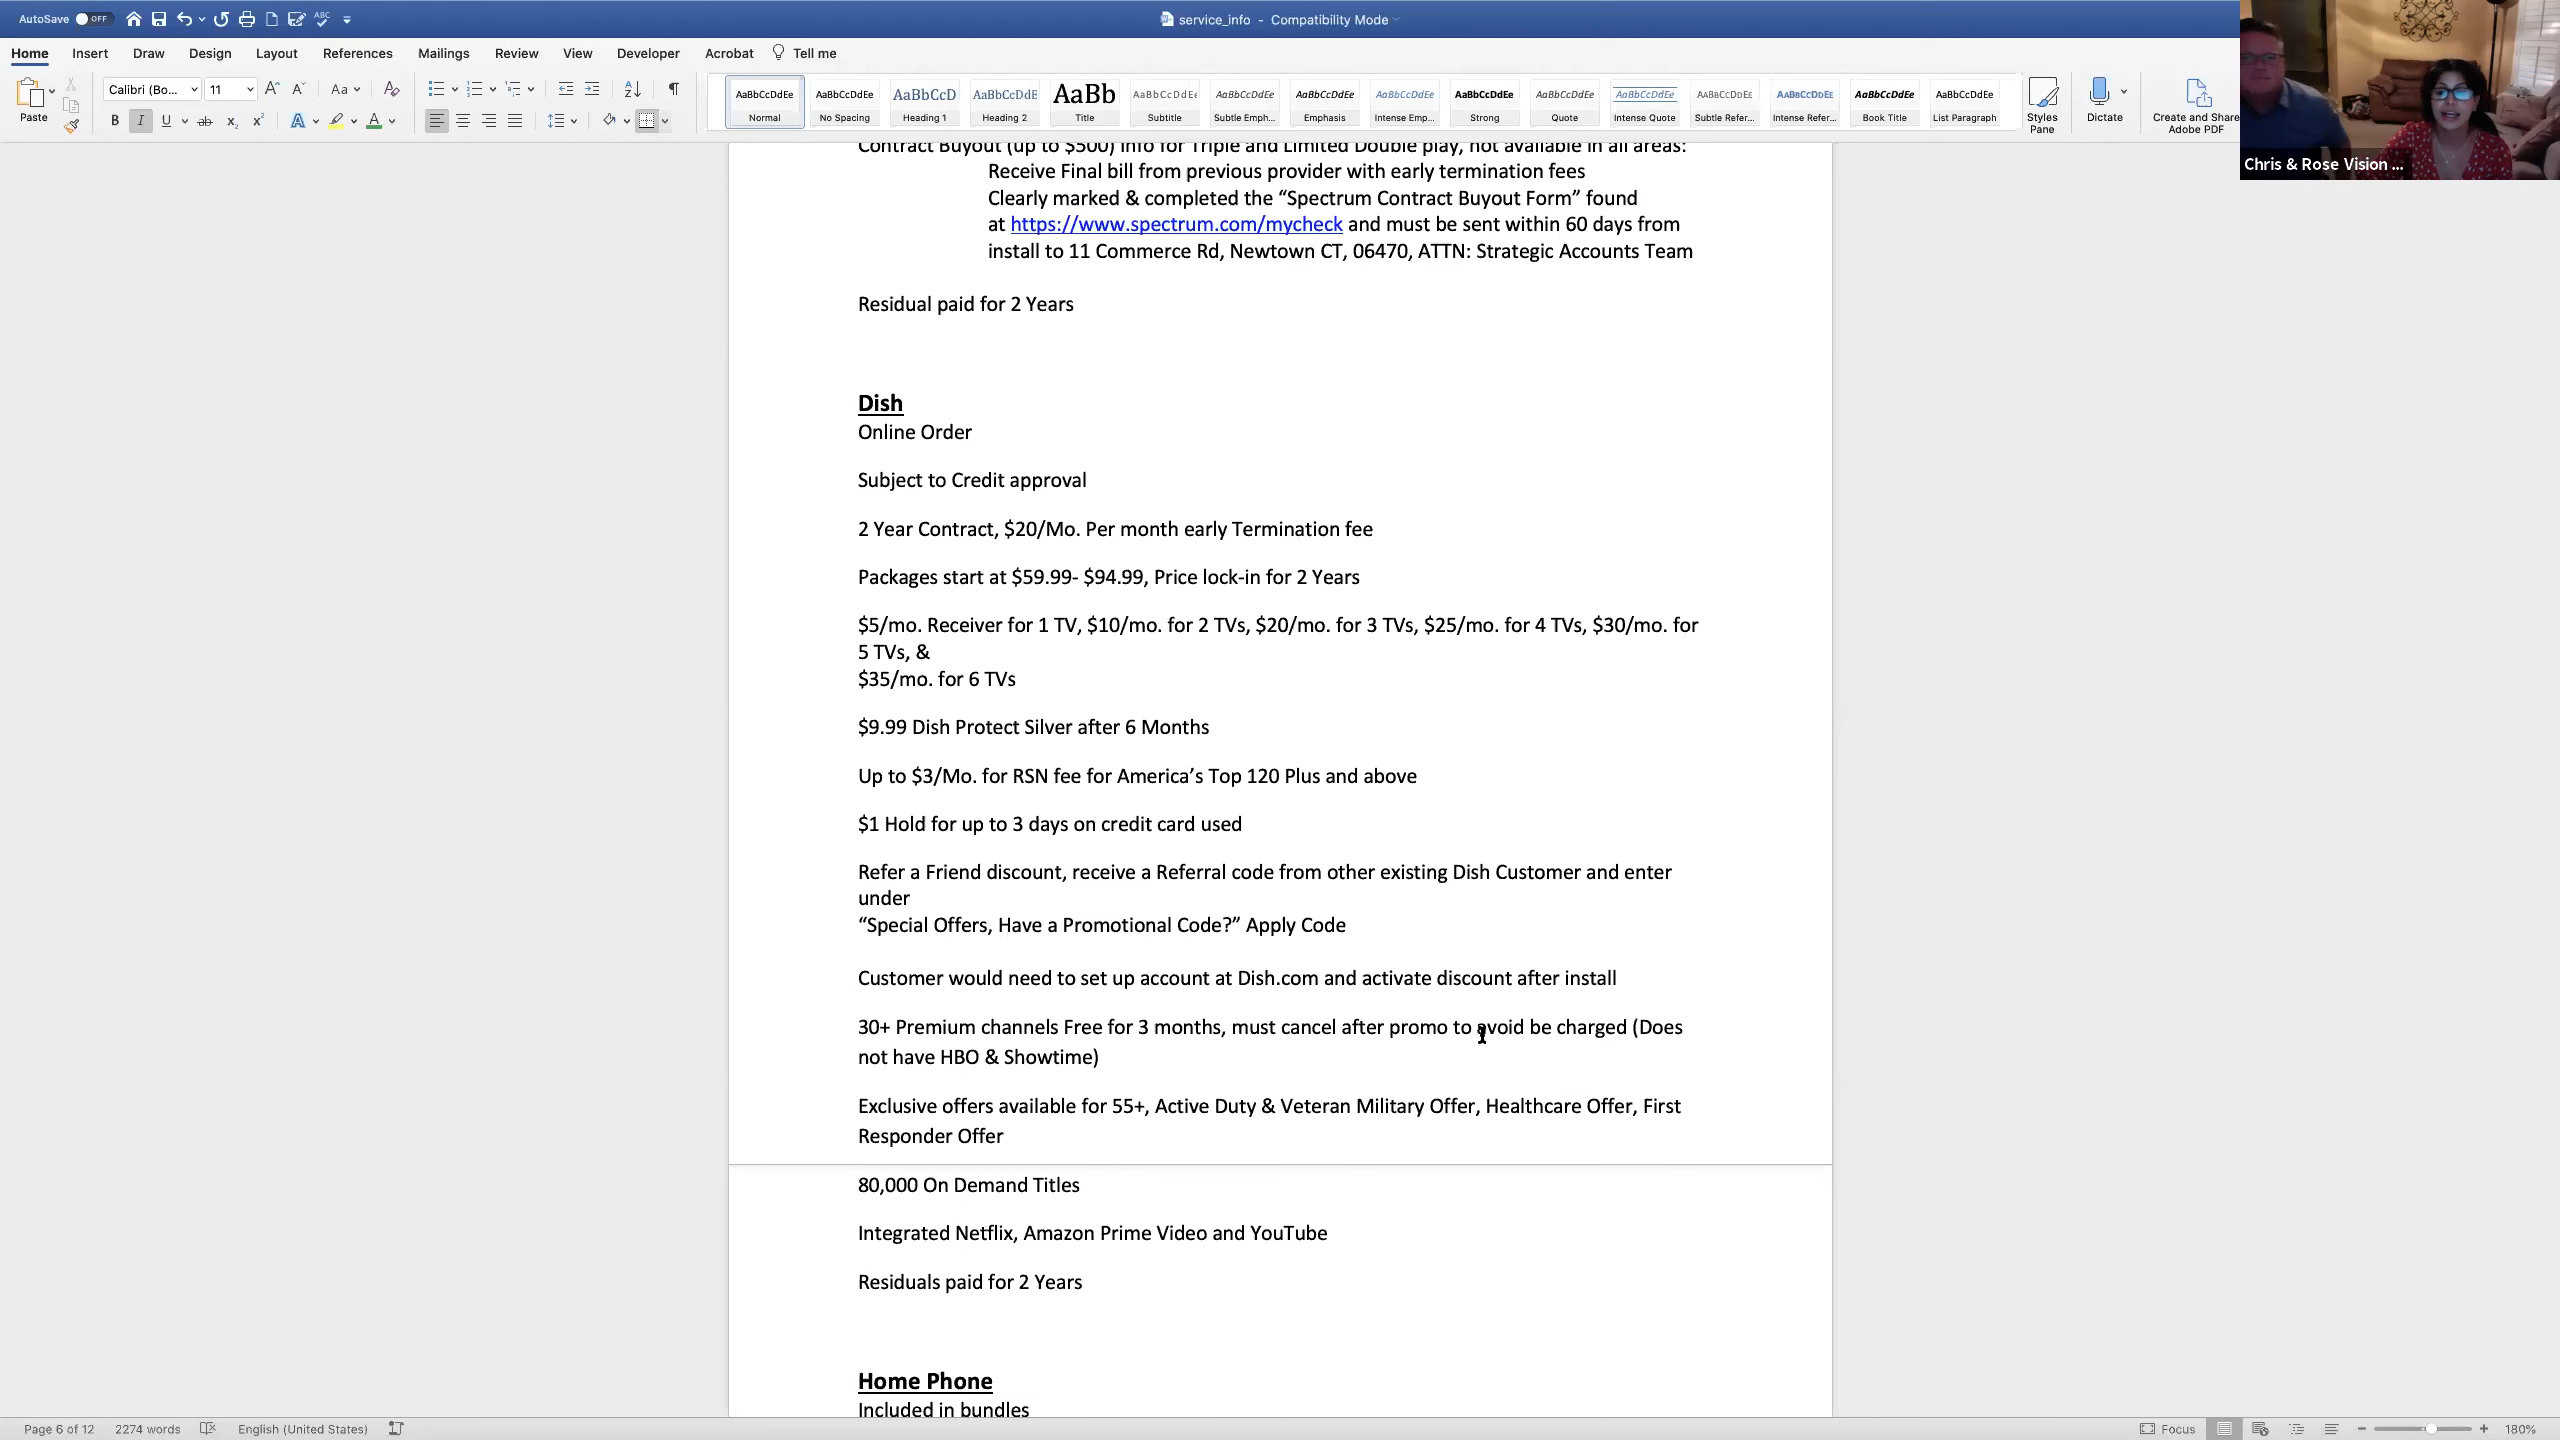 AutoSave OFF
service_info - Compatibility Mode
Home Insert Draw Design Layout References Mailings Review View Developer Acrobat Tell me
Paste
Calibri (Bo... 11
AaBbCcDdEe AaBbCcDdEe AaBbCcD AaBbCcDdE AaBb AaBbCcDdEe AaBbCcDdEe AaBbCcDdEe AaBbCcDdEe AaBbCcDdEe AaBbCcDdEe AaBbCcDdEe AaBbCcDdEe AaBbCcDdEe AaBbCcDdEe AaBbCcDdEe
Normal No Spacing Heading 1 Heading 2 Title Subtitle Subtle Emph... Emphasis Intense Emp... Strong Quote Intense Quote Subtle Refer... Intense Refer... Book Title List Paragraph
Styles Pane
Dictate
Create and Share Adobe PDF
Chris & Rose Vision ...
Contract Buyout (up to $500) info for Triple and Limited Double play, not available in all areas:
Receive Final bill from previous provider with early termination fees
Clearly marked & completed the “Spectrum Contract Buyout Form” found
at https://www.spectrum.com/mycheck and must be sent within 60 days from
install to 11 Commerce Rd, Newtown CT, 06470, ATTN: Strategic Accounts Team
Residual paid for 2 Years
Dish
Online Order
Subject to Credit approval
2 Year Contract, $20/Mo. Per month early Termination fee
Packages start at $59.99- $94.99, Price lock-in for 2 Years
$5/mo. Receiver for 1 TV, $10/mo. for 2 TVs, $20/mo. for 3 TVs, $25/mo. for 4 TVs, $30/mo. for
5 TVs, &
$35/mo. for 6 TVs
$9.99 Dish Protect Silver after 6 Months
Up to $3/Mo. for RSN fee for America’s Top 120 Plus and above
$1 Hold for up to 3 days on credit card used
Refer a Friend discount, receive a Referral code from other existing Dish Customer and enter
under
“Special Offers, Have a Promotional Code?” Apply Code
Customer would need to set up account at Dish.com and activate discount after install
30+ Premium channels Free for 3 months, must cancel after promo to avoid be charged (Does
not have HBO & Showtime)
Exclusive offers available for 55+, Active Duty & Veteran Military Offer, Healthcare Offer, First
Responder Offer
80,000 On Demand Titles
Integrated Netflix, Amazon Prime Video and YouTube
Residuals paid for 2 Years
Home Phone
Included in bundles
Page 6 of 12 2274 words English (United States) Focus 180%